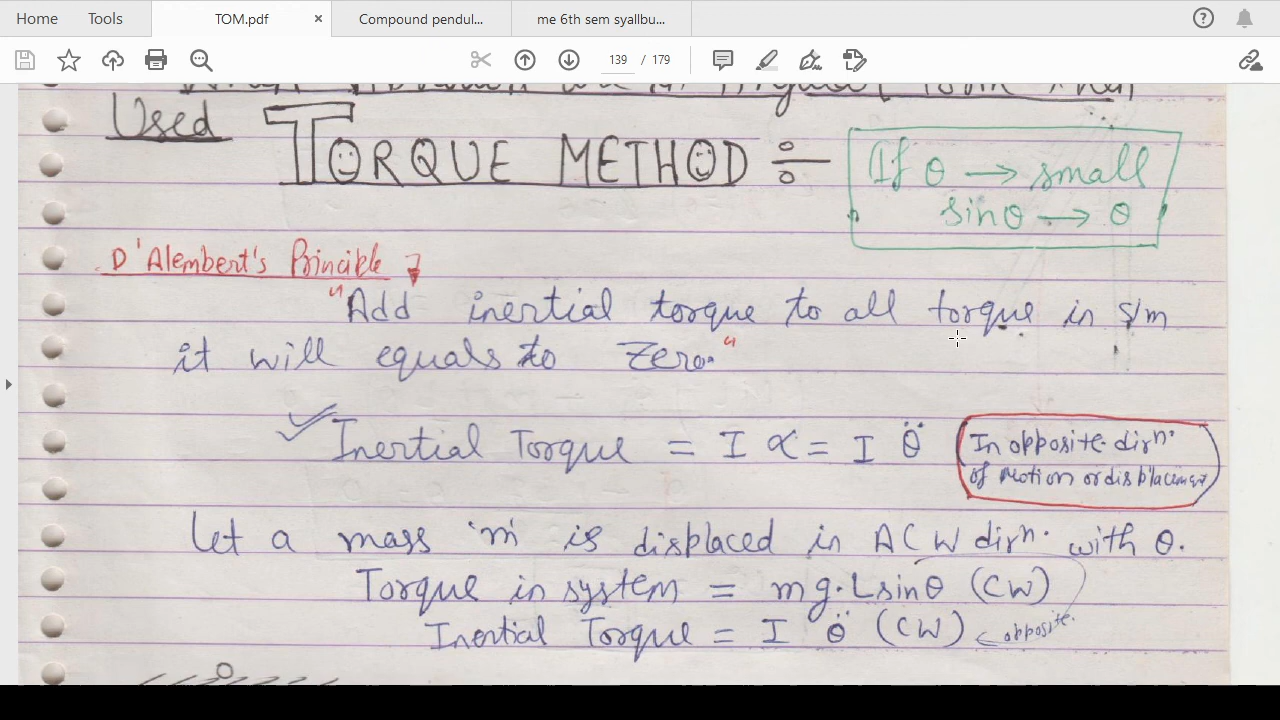 Home Tools TOM.pdf × Compound pendul... me 6th sem syallbu...
139 / 179
Used
TORQUE METHOD ÷
If θ → small
sinθ → θ
D'Alembert's Principle →
"Add inertial torque to all torque in s/m
it will equals to Zero."
Inertial Torque = I α = I θ̈
In opposite dirⁿ.
of motion or displacement
Let a mass 'm' is displaced in ACW dirⁿ. with θ.
Torque in system = mg.Lsinθ (CW)
Inertial Torque = I θ̈ (CW) ← opposite.